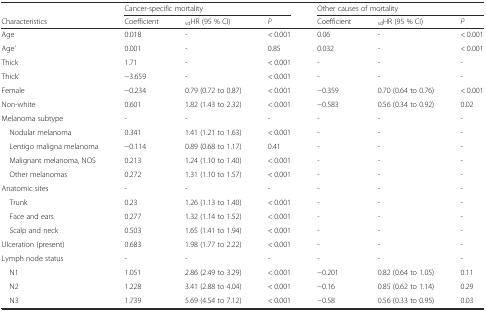 Cancer-specific mortality Other causes of mortality
Characteristics Coefficient sdHR (95 % CI) P Coefficient sdHR (95 % CI) P
Age 0.018 - < 0.001 0.06 - < 0.001
Age' 0.001 - 0.85 0.032 - < 0.001
Thick 1.71 - < 0.001 - - -
Thick' −3.659 - < 0.001 - - -
Female −0.234 0.79 (0.72 to 0.87) < 0.001 −0.359 0.70 (0.64 to 0.76) < 0.001
Non-white 0.601 1.82 (1.43 to 2.32) < 0.001 −0.583 0.56 (0.34 to 0.92) 0.02
Melanoma subtype - - - - - -
Nodular melanoma 0.341 1.41 (1.21 to 1.63) < 0.001 - - -
Lentigo maligna melanoma −0.114 0.89 (0.68 to 1.17) 0.41 - - -
Malignant melanoma, NOS 0.213 1.24 (1.10 to 1.40) < 0.001 - - -
Other melanomas 0.272 1.31 (1.10 to 1.57) < 0.001 - - -
Anatomic sites - - - - - -
Trunk 0.23 1.26 (1.13 to 1.40) < 0.001 - - -
Face and ears 0.277 1.32 (1.14 to 1.52) < 0.001 - - -
Scalp and neck 0.503 1.65 (1.41 to 1.94) < 0.001 - - -
Ulceration (present) 0.683 1.98 (1.77 to 2.22) < 0.001 - - -
Lymph node status - - - - - -
N1 1.051 2.86 (2.49 to 3.29) < 0.001 −0.201 0.82 (0.64 to 1.05) 0.11
N2 1.228 3.41 (2.88 to 4.04) < 0.001 −0.16 0.85 (0.62 to 1.14) 0.29
N3 1.739 5.69 (4.54 to 7.12) < 0.001 −0.58 0.56 (0.33 to 0.95) 0.03